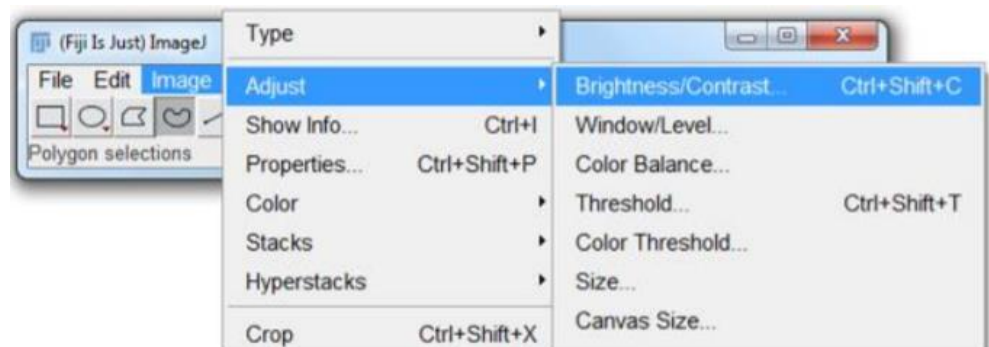 (Fiji Is Just) ImageJ
File Edit Image
Polygon selections
Type
Adjust
Show Info... Ctrl+I
Properties... Ctrl+Shift+P
Color
Stacks
Hyperstacks
Crop Ctrl+Shift+X
Brightness/Contrast... Ctrl+Shift+C
Window/Level...
Color Balance...
Threshold... Ctrl+Shift+T
Color Threshold...
Size...
Canvas Size...